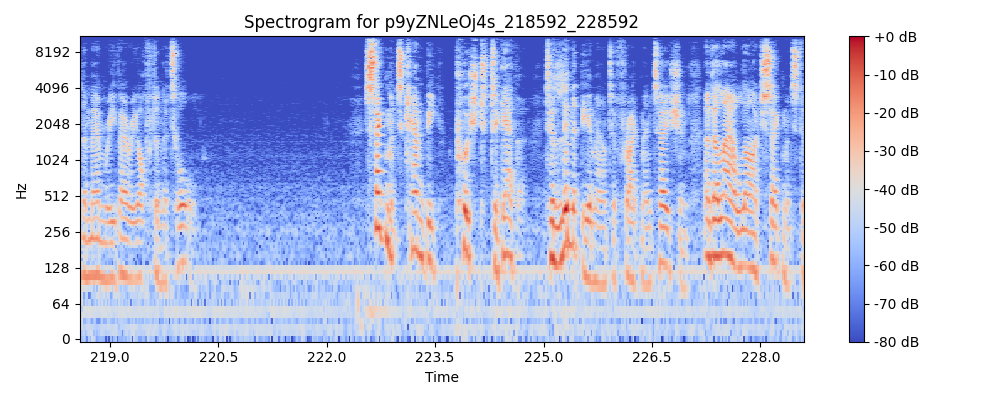 Spectrogram for p9yZNLeOj4s_218592_228592
8192
4096
2048
1024
512
256
128
64
0
Hz
219.0 220.5 222.0 223.5 225.0 226.5 228.0
Time
+0 dB
-10 dB
-20 dB
-30 dB
-40 dB
-50 dB
-60 dB
-70 dB
-80 dB